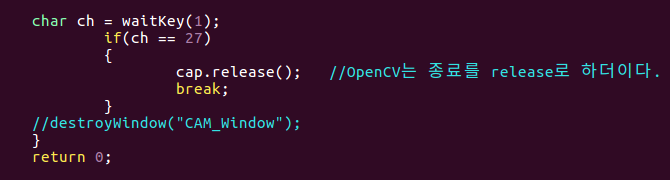 char ch = waitKey(1);
if(ch == 27)
{
cap.release(); //OpenCV는 종료를 release로 하더이다.
break;
}
//destroyWindow("CAM_Window");
}
return 0;